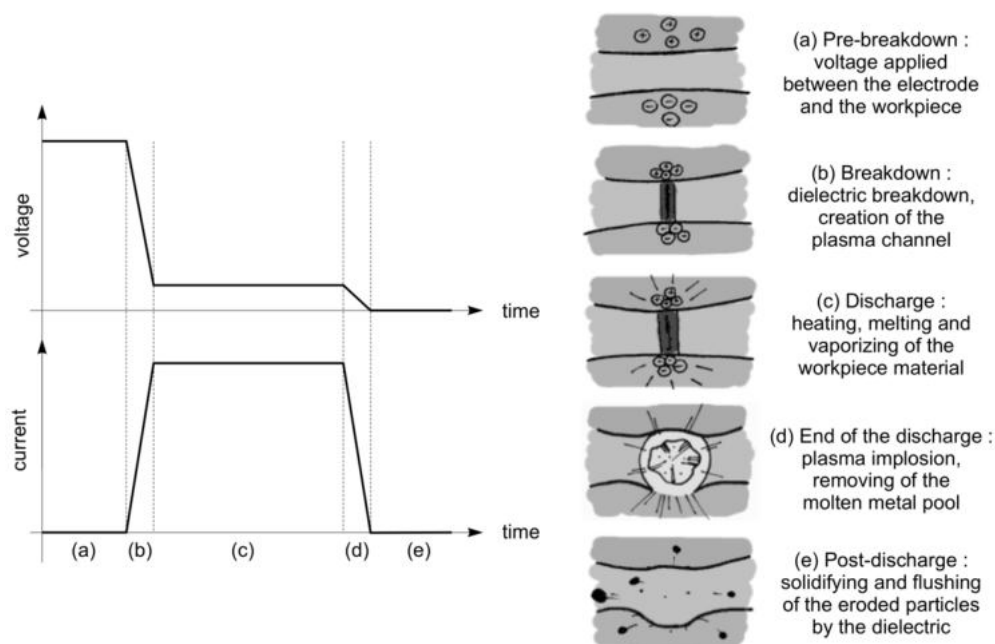 voltage
time
current
time
(a)
(b)
(c)
(d)
(e)
(a) Pre-breakdown :
voltage applied
between the electrode
and the workpiece
(b) Breakdown :
dielectric breakdown,
creation of the
plasma channel
(c) Discharge :
heating, melting and
vaporizing of the
workpiece material
(d) End of the discharge :
plasma implosion,
removing of the
molten metal pool
(e) Post-discharge :
solidifying and flushing
of the eroded particles
by the dielectric